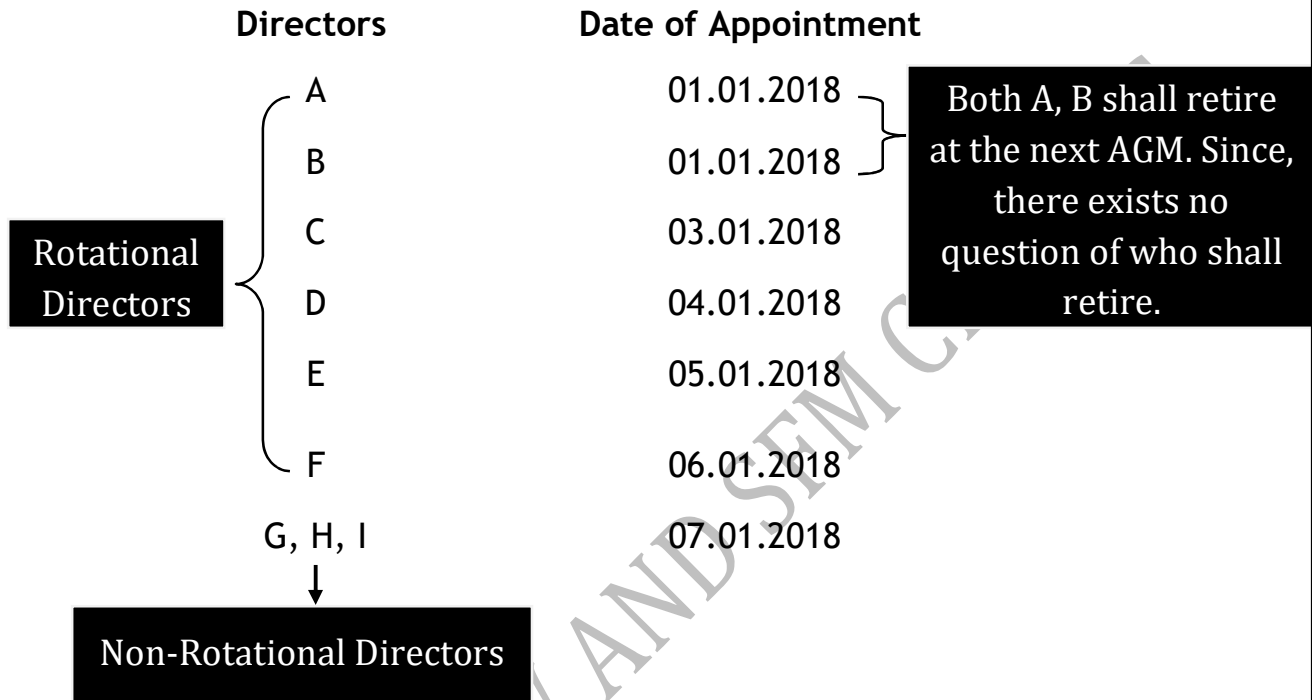 Directors Date of Appointment
A 01.01.2018
B 01.01.2018
C 03.01.2018
D 04.01.2018
E 05.01.2018
F 06.01.2018
G, H, I 07.01.2018
Rotational
Directors
Both A, B shall retire
at the next AGM. Since,
there exists no
question of who shall
retire.
Non-Rotational Directors
AND SFM